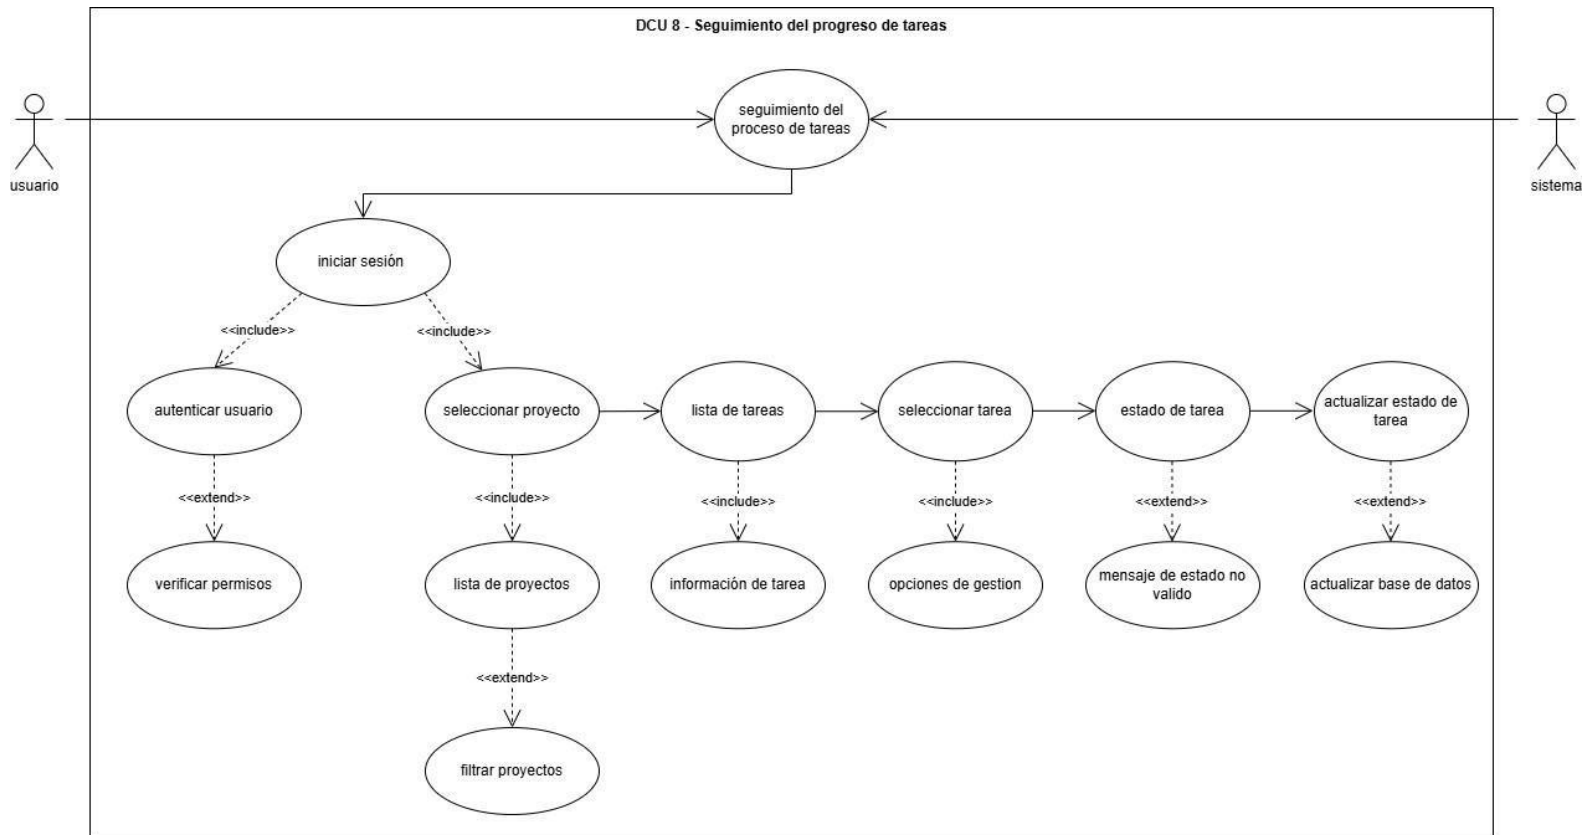 DCU 8 - Seguimiento del progreso de tareas
seguimiento del
proceso de tareas
usuario
sistema
iniciar sesión
<<include>>
<<include>>
autenticar usuario
seleccionar proyecto
lista de tareas
seleccionar tarea
estado de tarea
actualizar estado de
tarea
<<extend>>
<<include>>
<<include>>
<<include>>
<<extend>>
<<extend>>
verificar permisos
lista de proyectos
información de tarea
opciones de gestion
mensaje de estado no
valido
actualizar base de datos
<<extend>>
filtrar proyectos